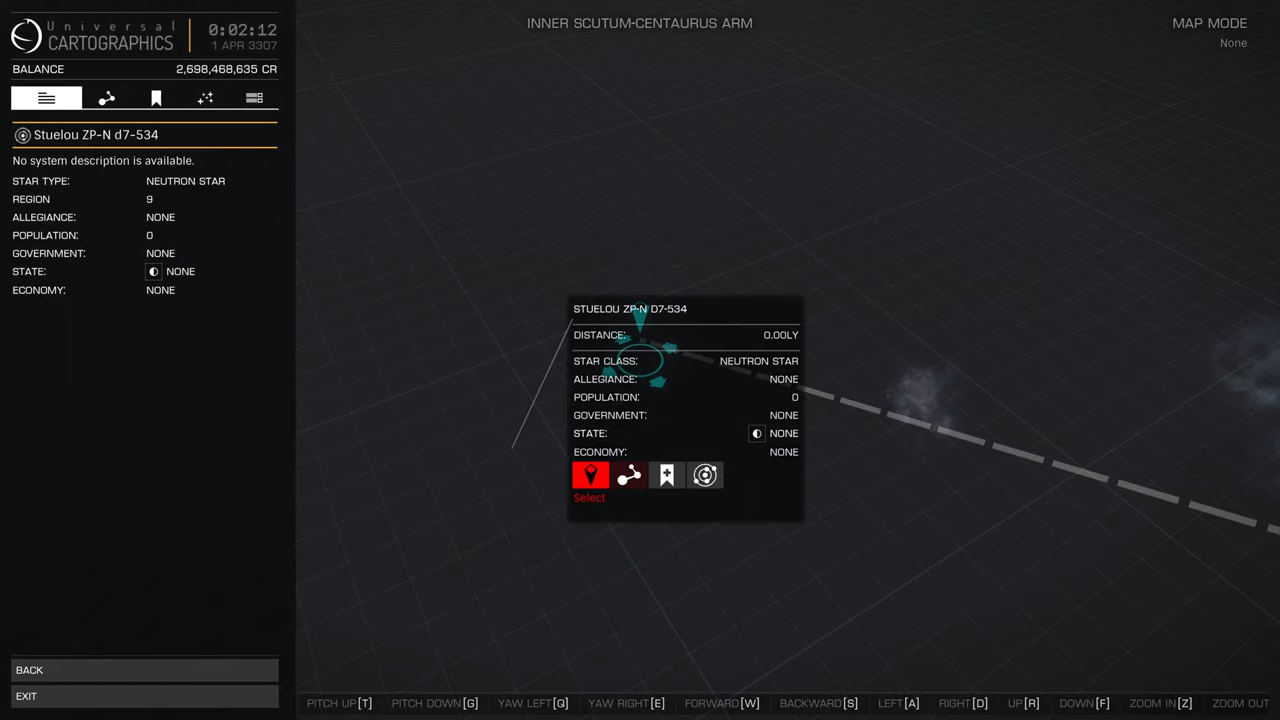 Universal
CARTOGRAPHICS
0:02:12
1 APR 3307
BALANCE 2,698,468,635 CR
Stuelou ZP-N d7-534
No system description is available.
STAR TYPE: NEUTRON STAR
REGION 9
ALLEGIANCE: NONE
POPULATION: 0
GOVERNMENT: NONE
STATE: NONE
ECONOMY: NONE
BACK
EXIT
INNER SCUTUM-CENTAURUS ARM
MAP MODE
None
STUELOU ZP-N D7-534
DISTANCE: 0.00LY
STAR CLASS: NEUTRON STAR
ALLEGIANCE: NONE
POPULATION: 0
GOVERNMENT: NONE
STATE: NONE
ECONOMY: NONE
Select
PITCH UP[T] PITCH DOWN[G] YAW LEFT[Q] YAW RIGHT[E] FORWARD[W] BACKWARD[S] LEFT[A] RIGHT[D] UP[R] DOWN[F] ZOOM IN[Z] ZOOM OUT